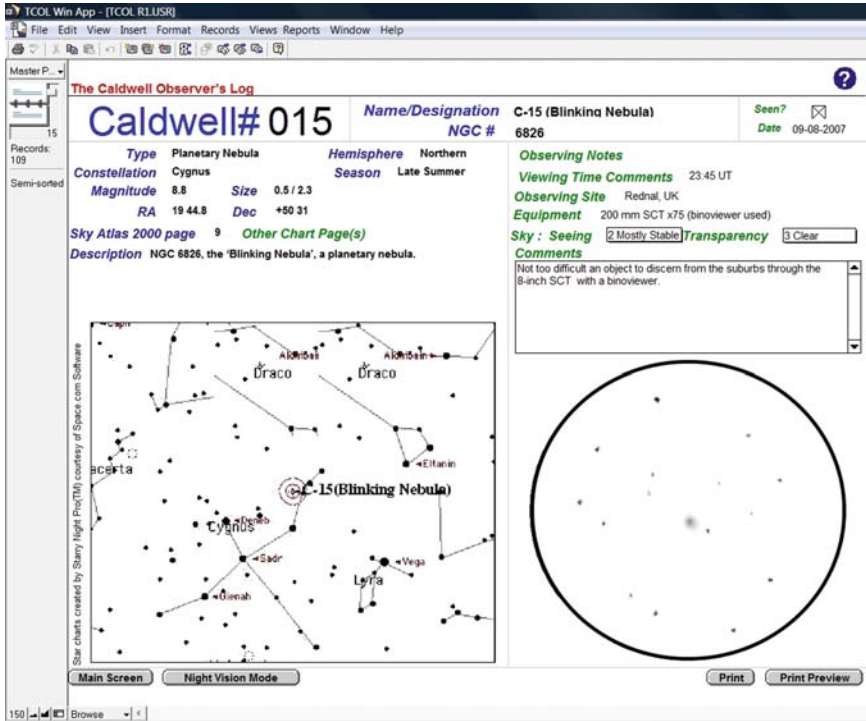 TCOL Win App - [TCOL R1.USR]
File Edit View Insert Format Records Views Reports Window Help
Master P...
15
Records:
109
Semi-sorted
The Caldwell Observer's Log
?
Caldwell# 015
Name/Designation C-15 (Blinking Nebula)
NGC # 6826
Seen?
Date 09-08-2007
Type Planetary Nebula Hemisphere Northern
Constellation Cygnus Season Late Summer
Magnitude 8.8 Size 0.5 / 2.3
RA 19 44.8 Dec +50 31
Sky Atlas 2000 page 9 Other Chart Page(s)
Description NGC 6826, the 'Blinking Nebula', a planetary nebula.
Observing Notes
Viewing Time Comments 23:45 UT
Observing Site Rednal, UK
Equipment 200 mm SCT x75 (binoviewer used)
Sky : Seeing 2 Mostly Stable Transparency 3 Clear
Comments
Not too difficult an object to discern from the suburbs through the
8-inch SCT with a binoviewer.
Star charts created by Starry Night Pro(TM) courtesy of Space.com Software
Draco
Draco
Eltanin
acerta
C-15(Blinking Nebula)
Deneb
Cygnus
Sadr
Vega
Lyra
Gienah
Main Screen
Night Vision Mode
Print
Print Preview
150
Browse